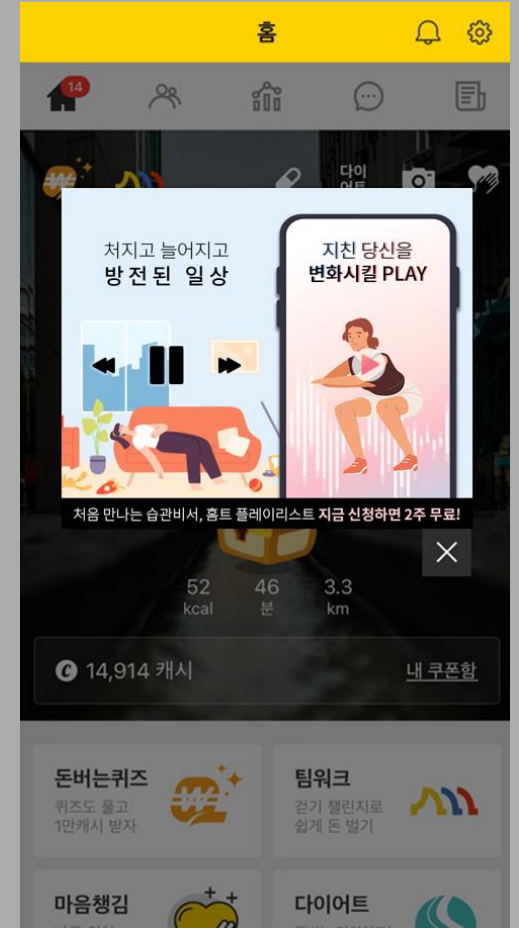 홈
14
다이
어트
처지고 늘어지고
방전된 일상
지친 당신을
변화시킬 PLAY
처음 만나는 습관비서, 홈트 플레이리스트 지금 신청하면 2주 무료!
52
kcal
46
분
3.3
km
14,914 캐시
내 쿠폰함
돈버는퀴즈
퀴즈도 풀고
1만캐시 받자
팀워크
걷기 챌린지로
쉽게 돈 벌기
마음챙김
다이어트